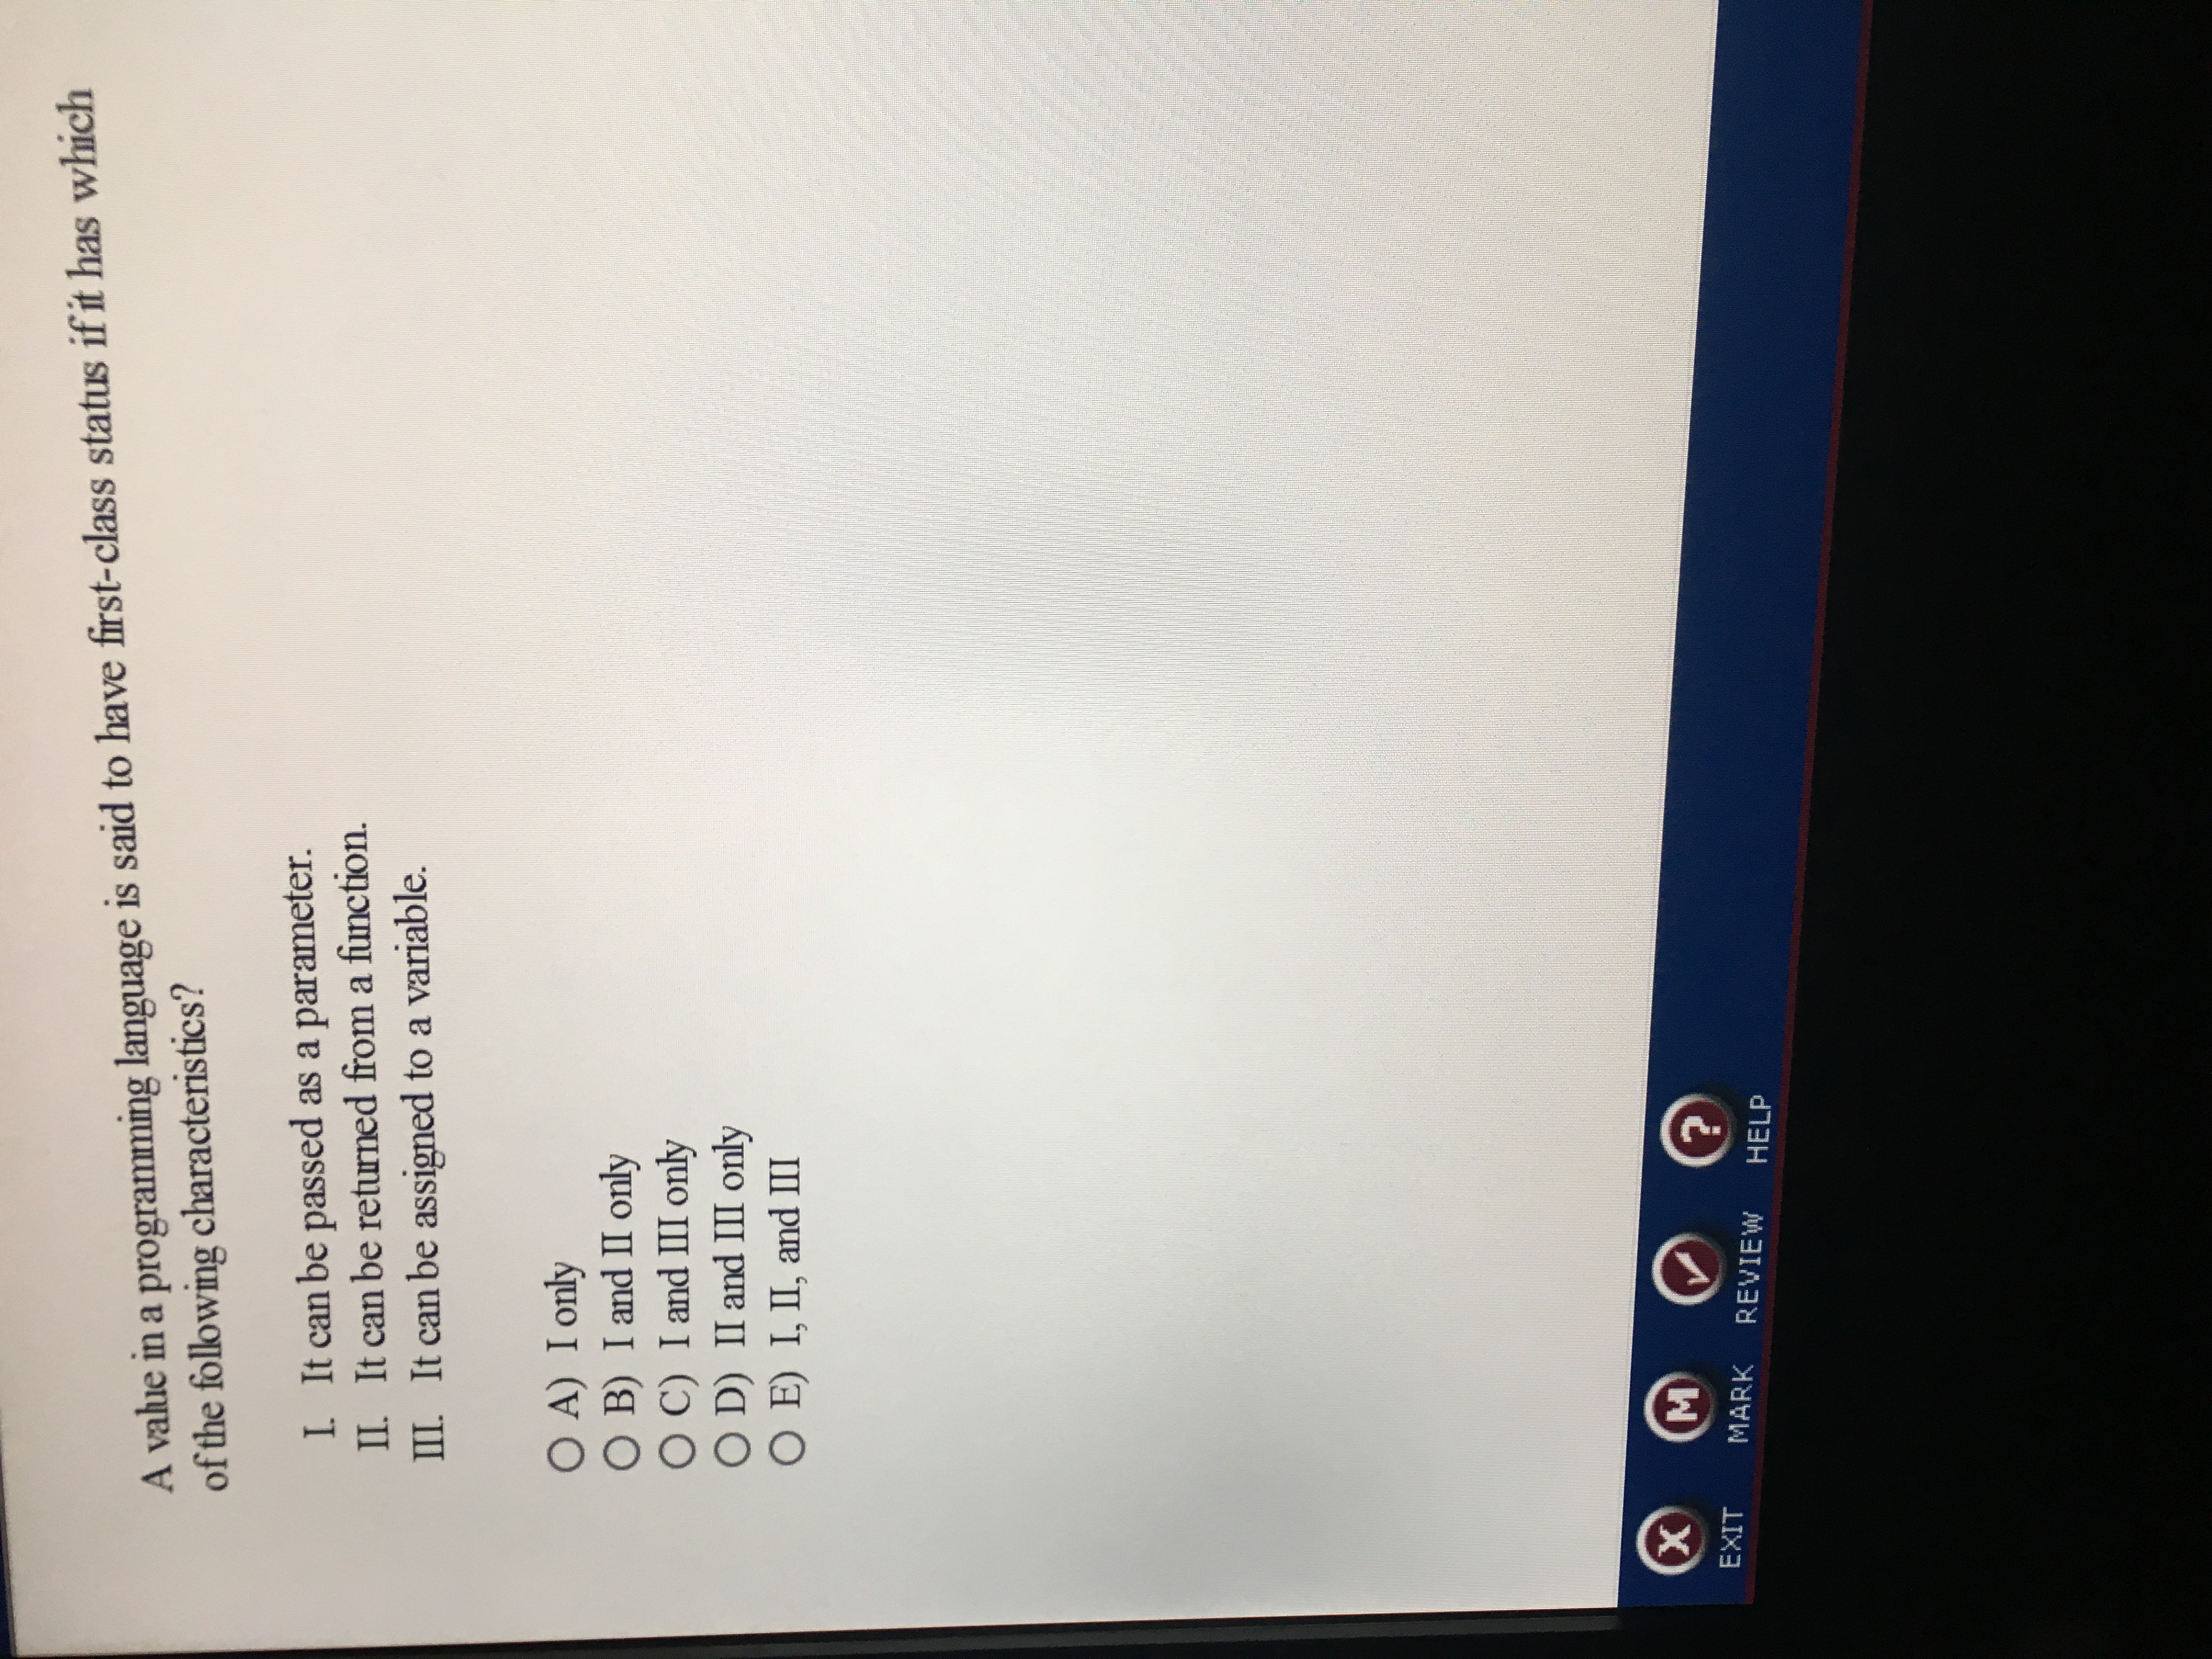 A value in a programming language is said to have first-class status if it has which
of the following characteristics?
I. It can be passed as a parameter.
II. It can be returned from a function.
III. It can be assigned to a variable.
A) I only
B) I and II only
C) I and III only
D) II and III only
E) I, II, and III
X M ?
EXIT MARK REVIEW HELP